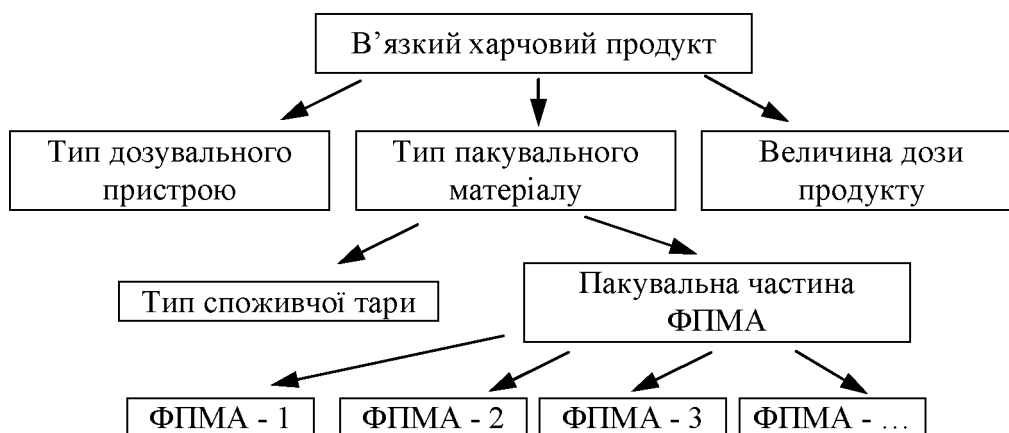 В’язкий харчовий продукт
Тип дозувального
пристрою
Тип пакувального
матеріалу
Величина дози
продукту
Тип споживчої тари
Пакувальна частина
ФПМА
ФПМА - 1
ФПМА - 2
ФПМА - 3
ФПМА - …